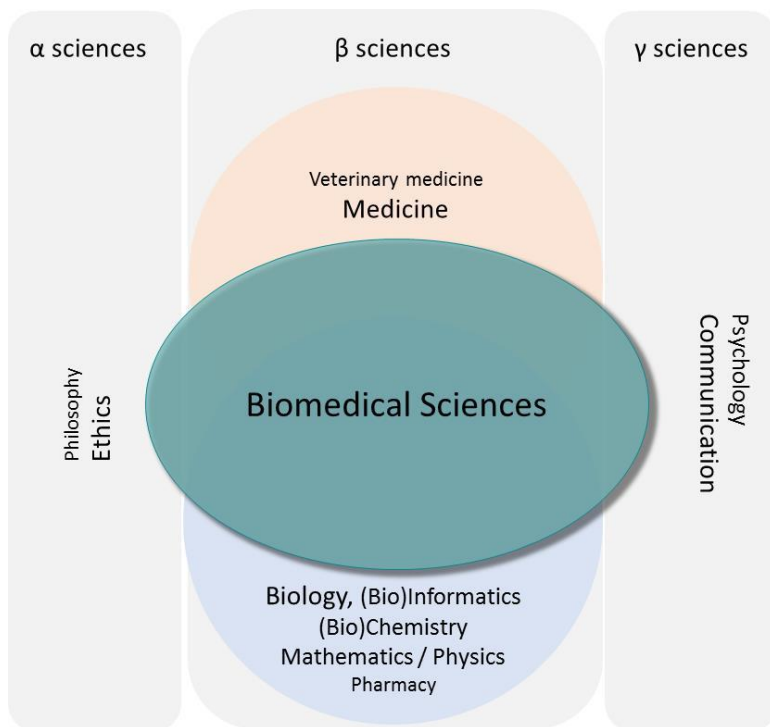 α sciences
β sciences
γ sciences
Veterinary medicine
Medicine
Philosophy
Ethics
Biomedical Sciences
Psychology
Communication
Biology, (Bio)Informatics
(Bio)Chemistry
Mathematics / Physics
Pharmacy